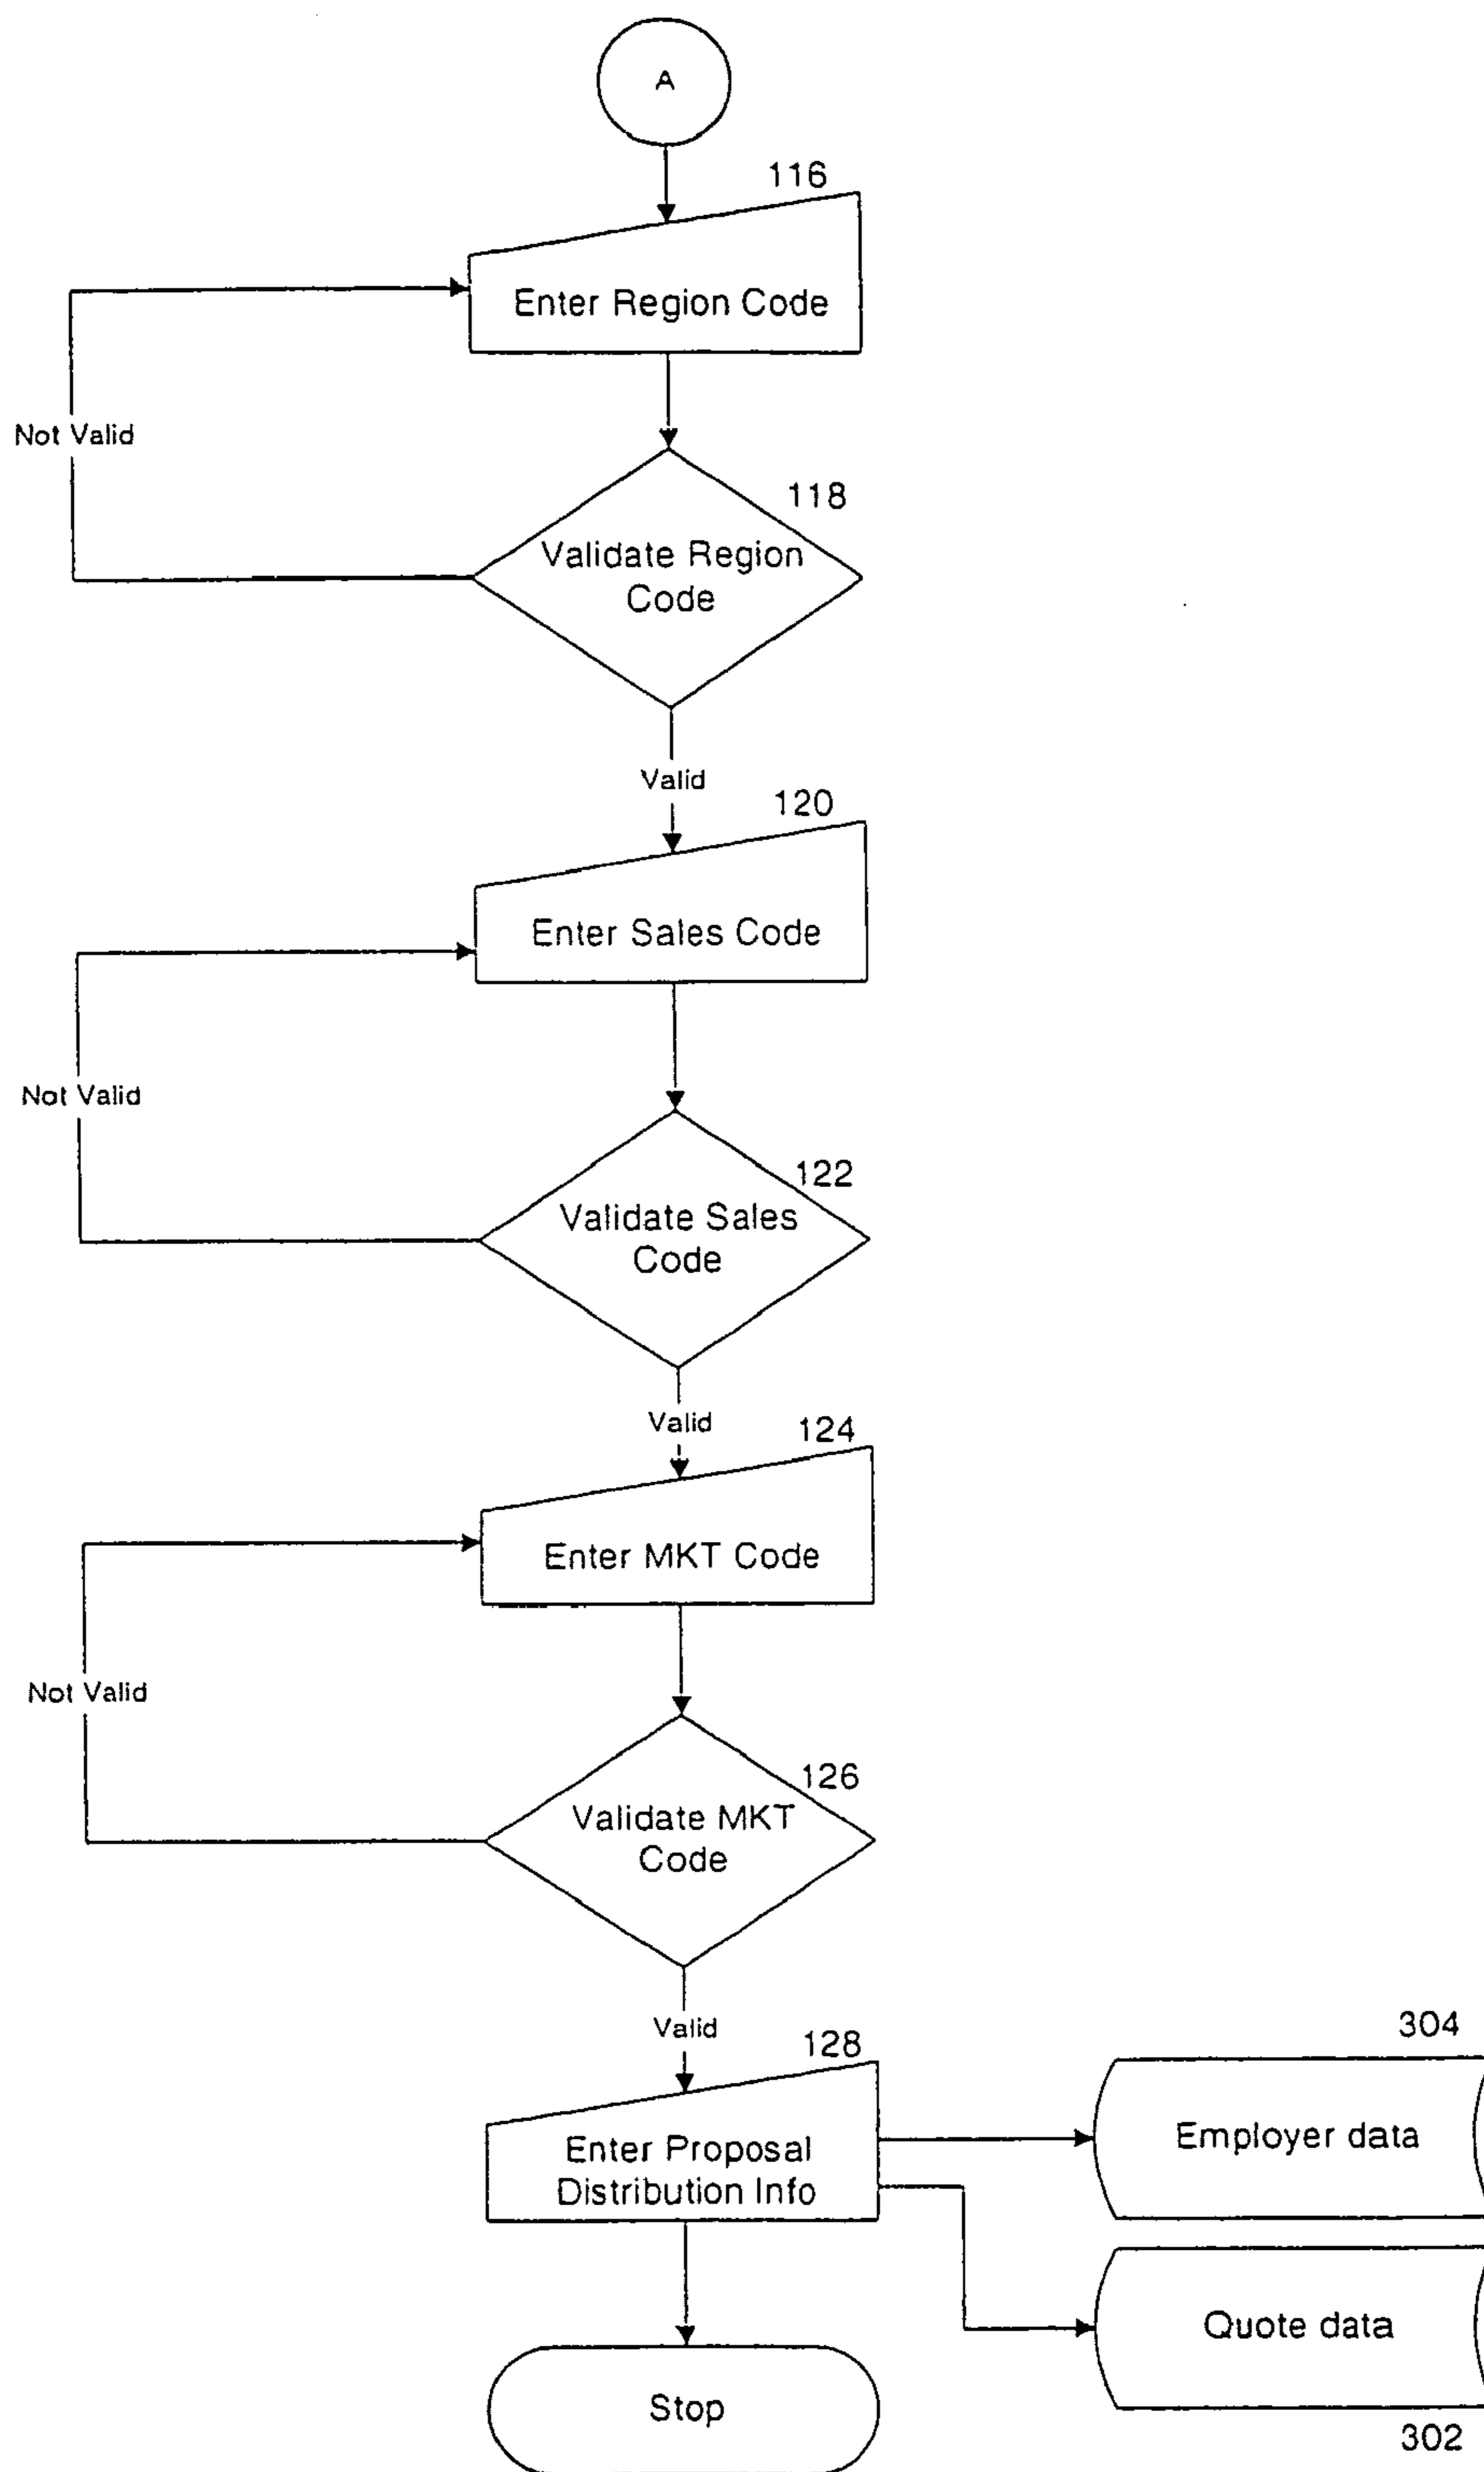 A
116
Enter Region Code
Not Valid
118
Validate Region
Code
Valid
120
Enter Sales Code
Not Valid
122
Validate Sales
Code
Valid
124
Enter MKT Code
Not Valid
126
Validate MKT
Code
Valid
128
304
Enter Proposal
Distribution Info
Employer data
Quote data
302
Stop